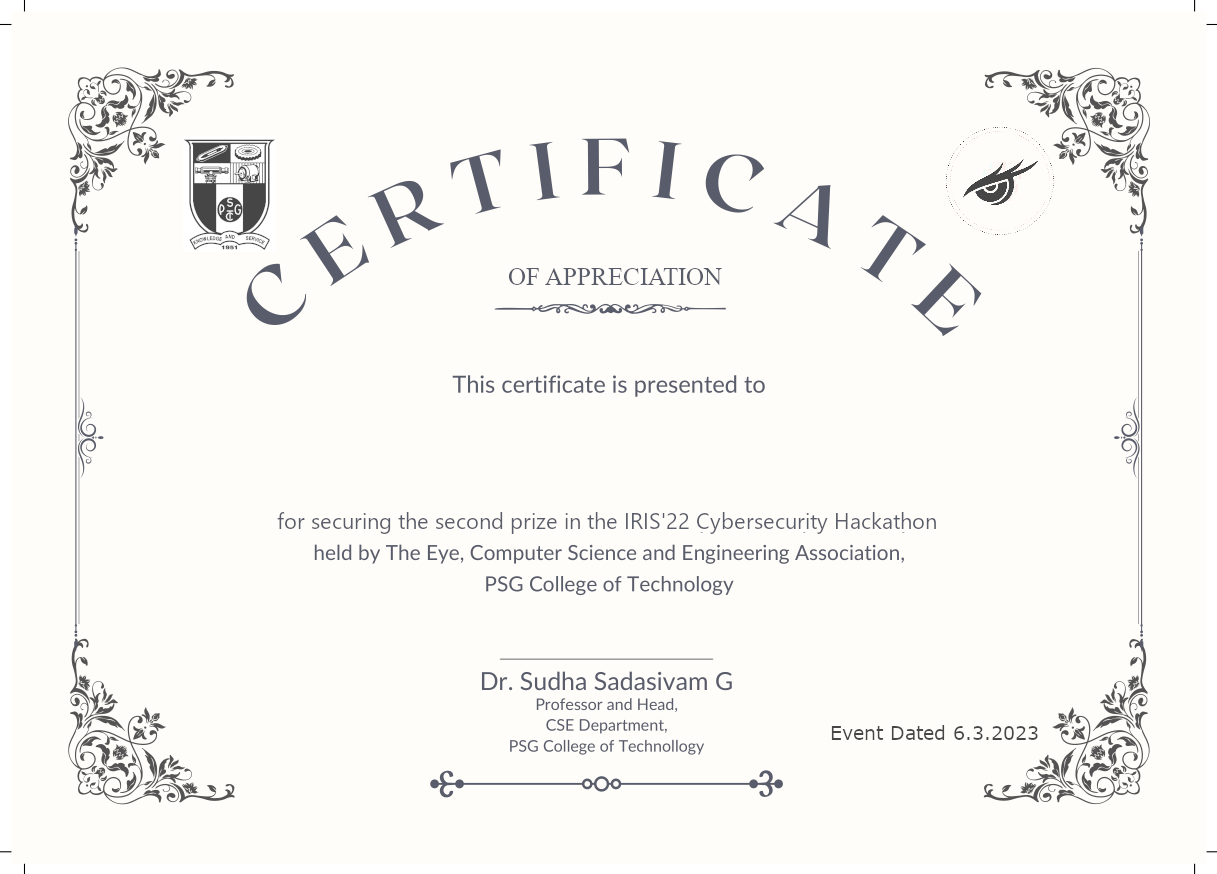 CERTIFICATE
KNOWLEDGE AND SERVICE
1951
OF APPRECIATION
This certificate is presented to
for securing the second prize in the IRIS'22 Cybersecurity Hackathon
held by The Eye, Computer Science and Engineering Association,
PSG College of Technology
Dr. Sudha Sadasivam G
Professor and Head,
CSE Department,
PSG College of Technollogy
Event Dated 6.3.2023